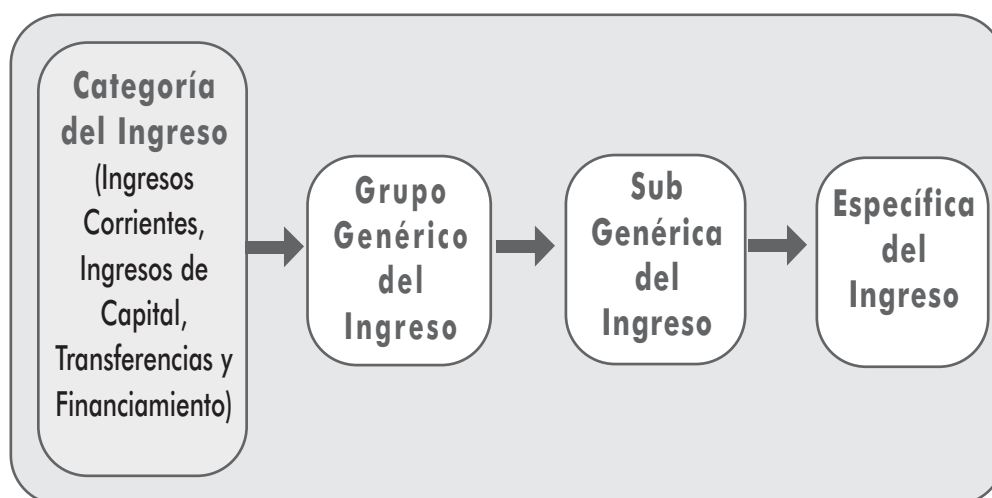 Categoría
del Ingreso
(Ingresos
Corrientes,
Ingresos de
Capital,
Transferencias y
Financiamiento)
Grupo
Genérico
del
Ingreso
Sub
Genérica
del
Ingreso
Específica
del
Ingreso